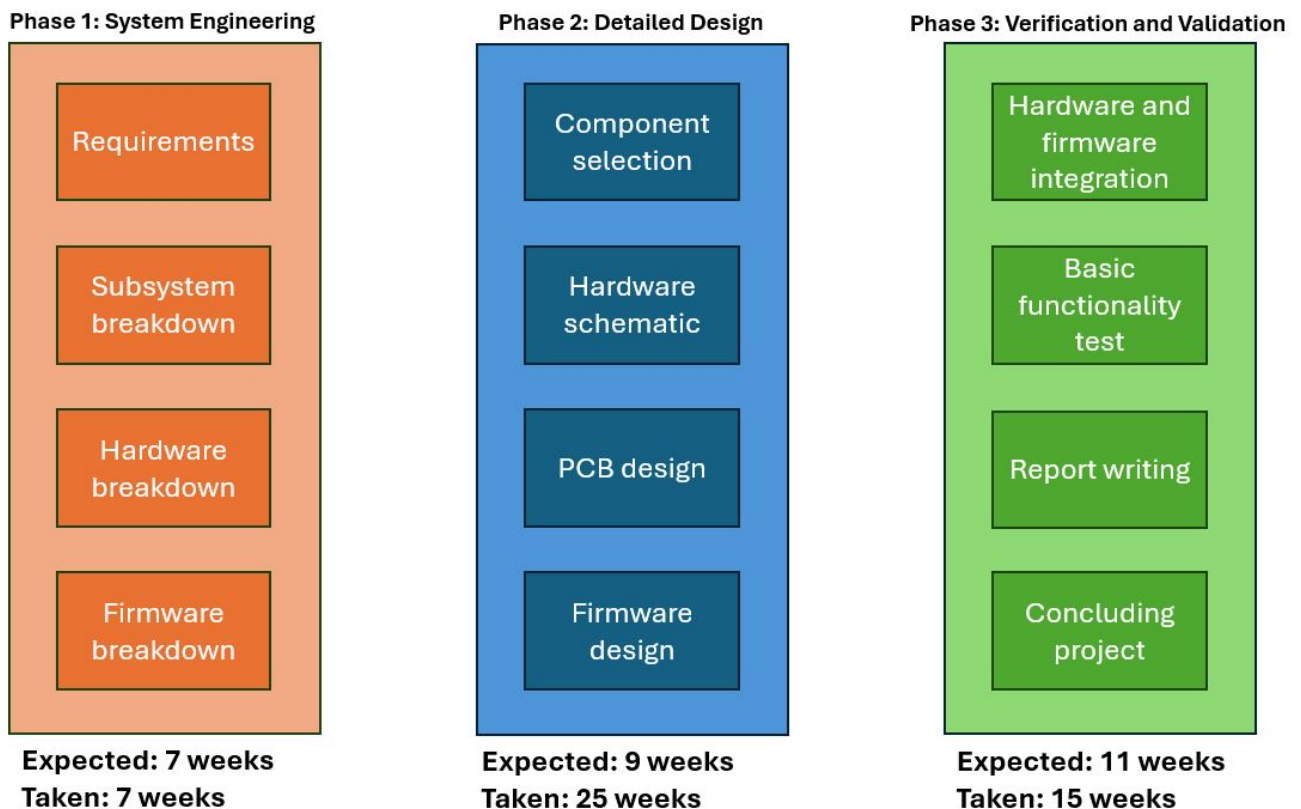 Phase 1: System Engineering
Requirements
Subsystem
breakdown
Hardware
breakdown
Firmware
breakdown
Expected: 7 weeks
Taken: 7 weeks
Phase 2: Detailed Design
Component
selection
Hardware
schematic
PCB design
Firmware
design
Expected: 9 weeks
Taken: 25 weeks
Phase 3: Verification and Validation
Hardware and
firmware
integration
Basic
functionality
test
Report writing
Concluding
project
Expected: 11 weeks
Taken: 15 weeks